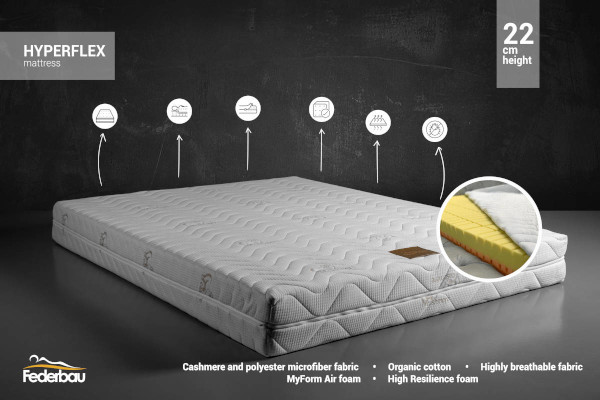 HYPERFLEX
mattress
22
cm
height
Federbau
Cashmere and polyester microfiber fabric • Organic cotton • Highly breathable fabric
MyForm Air foam • High Resilience foam